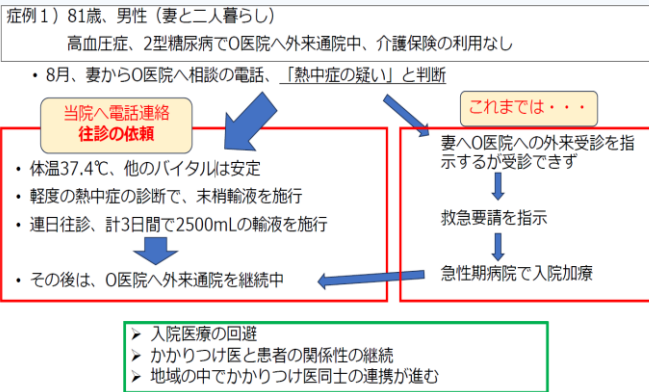 症例1）81歳、男性（妻と二人暮らし）
高血圧症、2型糖尿病でO医院へ外来通院中、介護保険の利用なし
・8月、妻からO医院へ相談の電話、「熱中症の疑い」と判断
当院へ電話連絡
往診の依頼
・体温37.4℃、他のバイタルは安定
・軽度の熱中症の診断で、末梢輸液を施行
・連日往診、計3日間で2500mLの輸液を施行
・その後は、O医院へ外来通院を継続中
これまでは・・・
妻へO医院への外来受診を指
示するが受診できず
救急要請を指示
急性期病院で入院加療
➢ 入院医療の回避
➢ かかりつけ医と患者の関係性の継続
➢ 地域の中でかかりつけ医同士の連携が進む